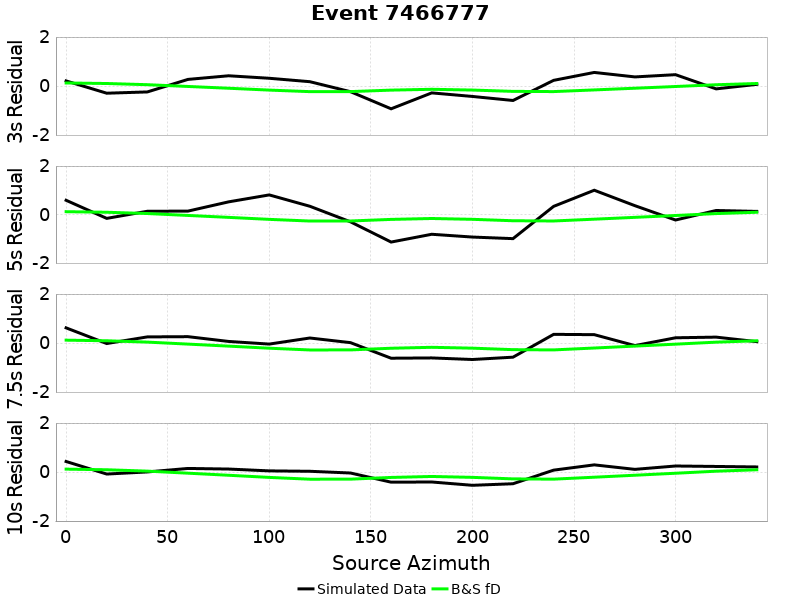 Event 7466777
3s Residual
2
0
-2
5s Residual
2
0
-2
7.5s Residual
2
0
-2
10s Residual
2
0
-2
0 50 100 150 200 250 300
Source Azimuth
Simulated Data B&S fD